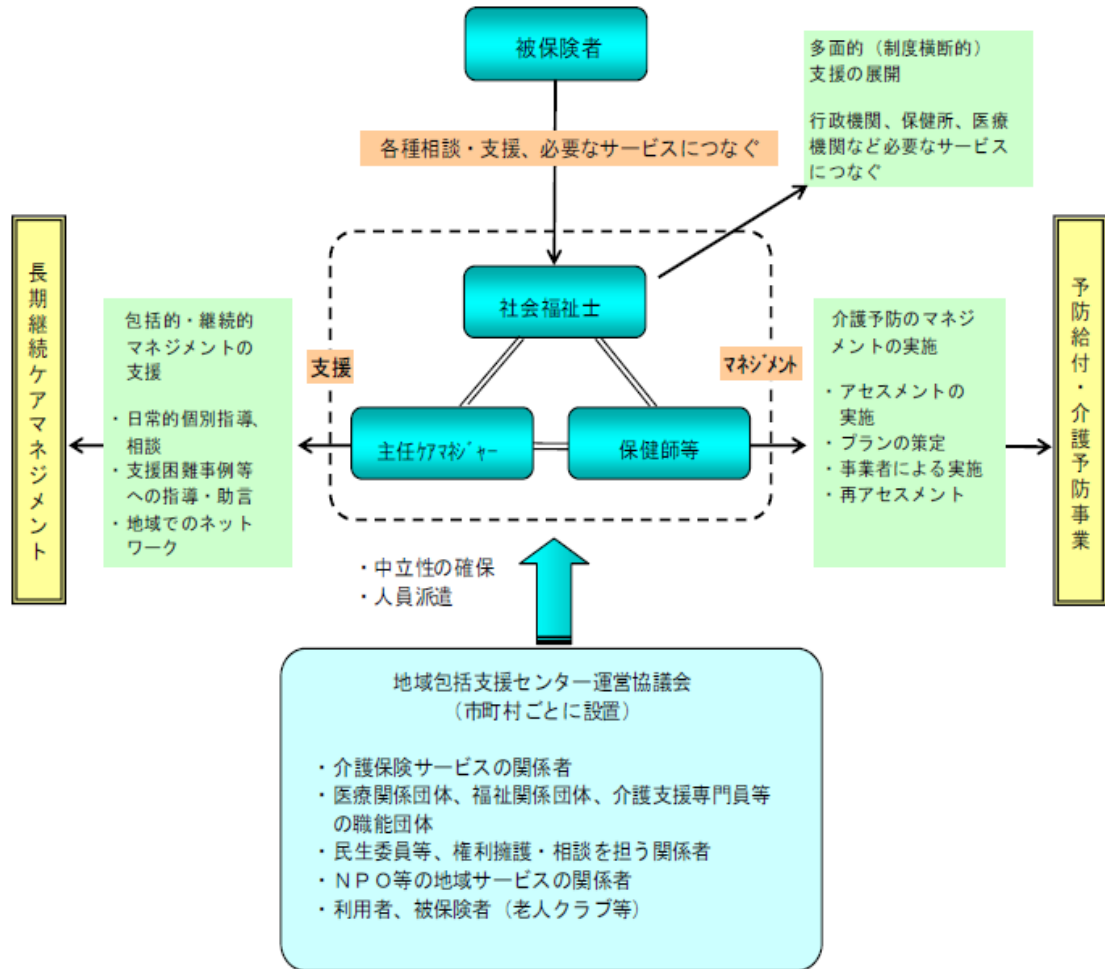 被保険者
多面的（制度横断的）
支援の展開
行政機関、保健所、医療
機関など必要なサービス
につなぐ
各種相談・支援、必要なサービスにつなぐ
長期継続ケアマネジメント
包括的・継続的
マネジメントの
支援
・日常的個別指導、
相談
・支援困難事例等
への指導・助言
・地域でのネット
ワーク
支援
社会福祉士
主任ケアマネジャー
保健師等
マネジメント
介護予防のマネジ
メントの実施
・アセスメントの
実施
・プランの策定
・事業者による実施
・再アセスメント
予防給付・介護予防事業
・中立性の確保
・人員派遣
地域包括支援センター運営協議会
（市町村ごとに設置）
・介護保険サービスの関係者
・医療関係団体、福祉関係団体、介護支援専門員等
の職能団体
・民生委員等、権利擁護・相談を担う関係者
・ＮＰＯ等の地域サービスの関係者
・利用者、被保険者（老人クラブ等）